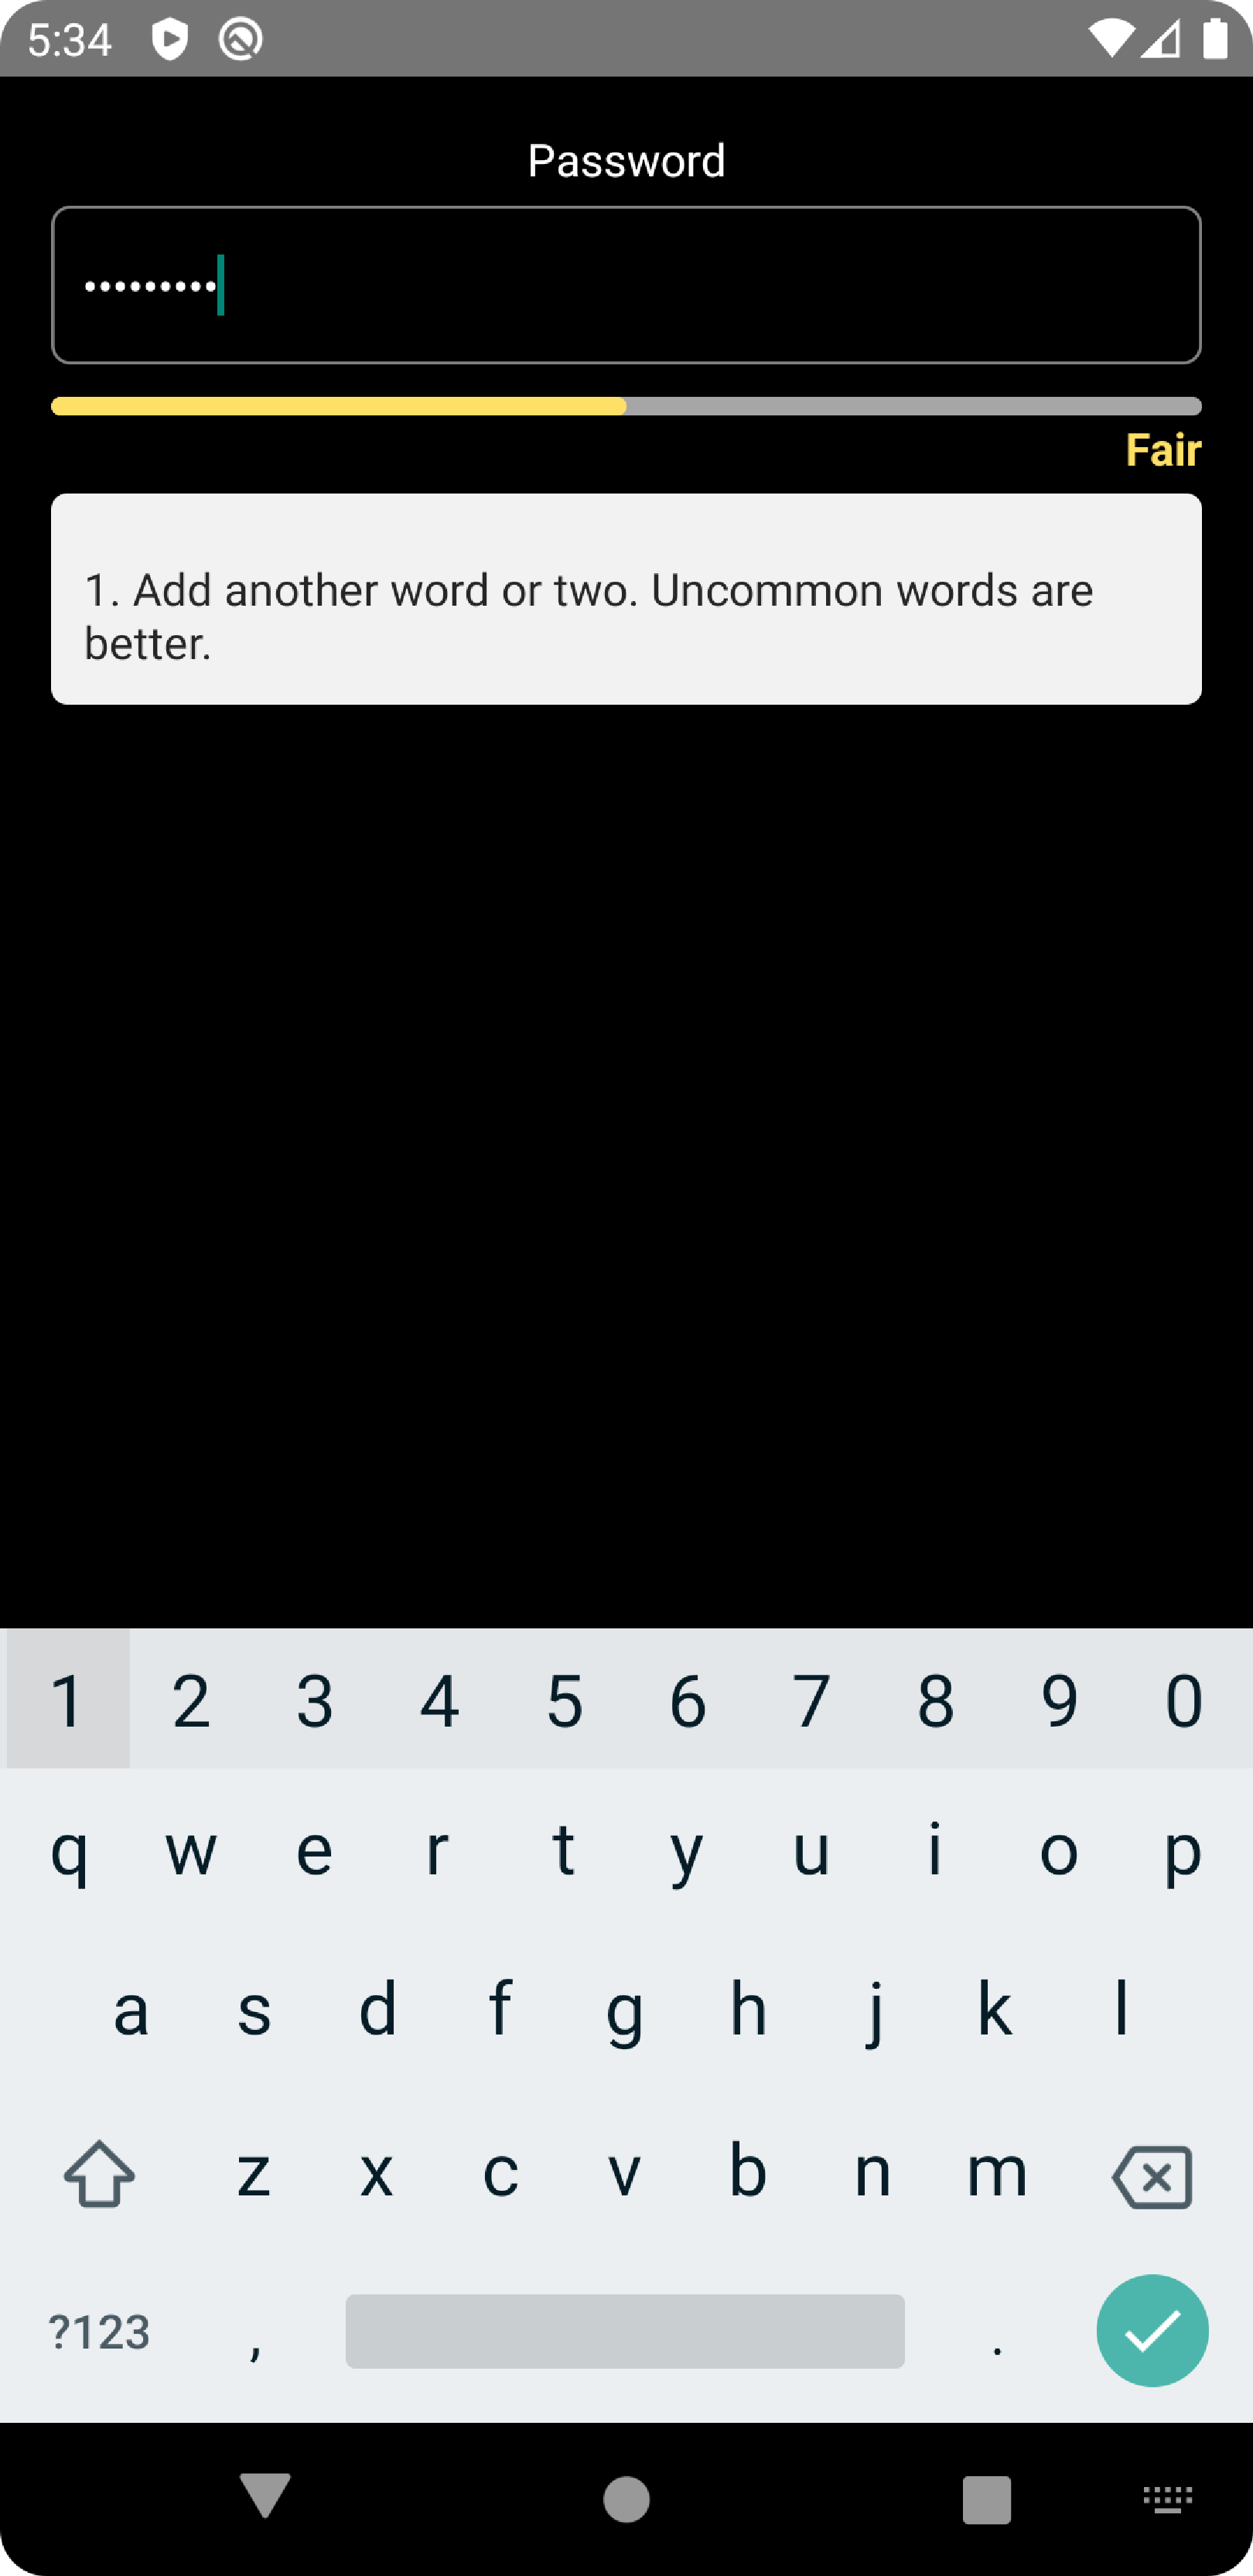 5:34
Password
•••••••••
Fair
1. Add another word or two. Uncommon words are
better.
1 2 3 4 5 6 7 8 9 0
q w e r t y u i o p
a s d f g h j k l
z x c v b n m
?123 , .